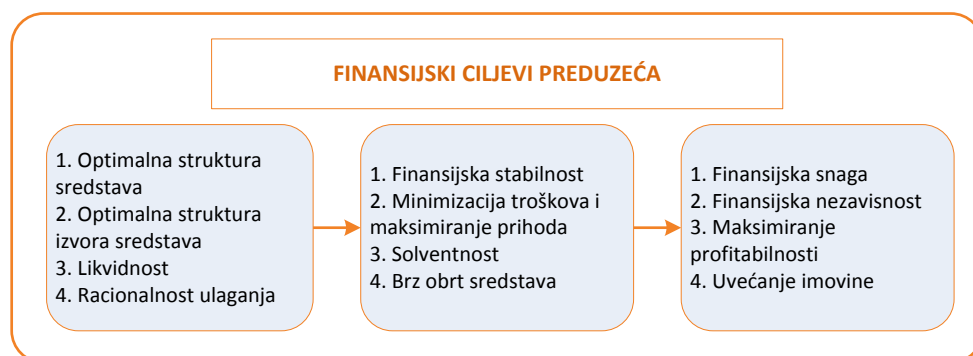 FINANSIJSKI CILJEVI PREDUZEĆA
1. Optimalna struktura
sredstava
2. Optimalna struktura
izvora sredstava
3. Likvidnost
4. Racionalnost ulaganja
1. Finansijska stabilnost
2. Minimizacija troškova i
maksimiranje prihoda
3. Solventnost
4. Brz obrt sredstava
1. Finansijska snaga
2. Finansijska nezavisnost
3. Maksimiranje
profitabilnosti
4. Uvećanje imovine